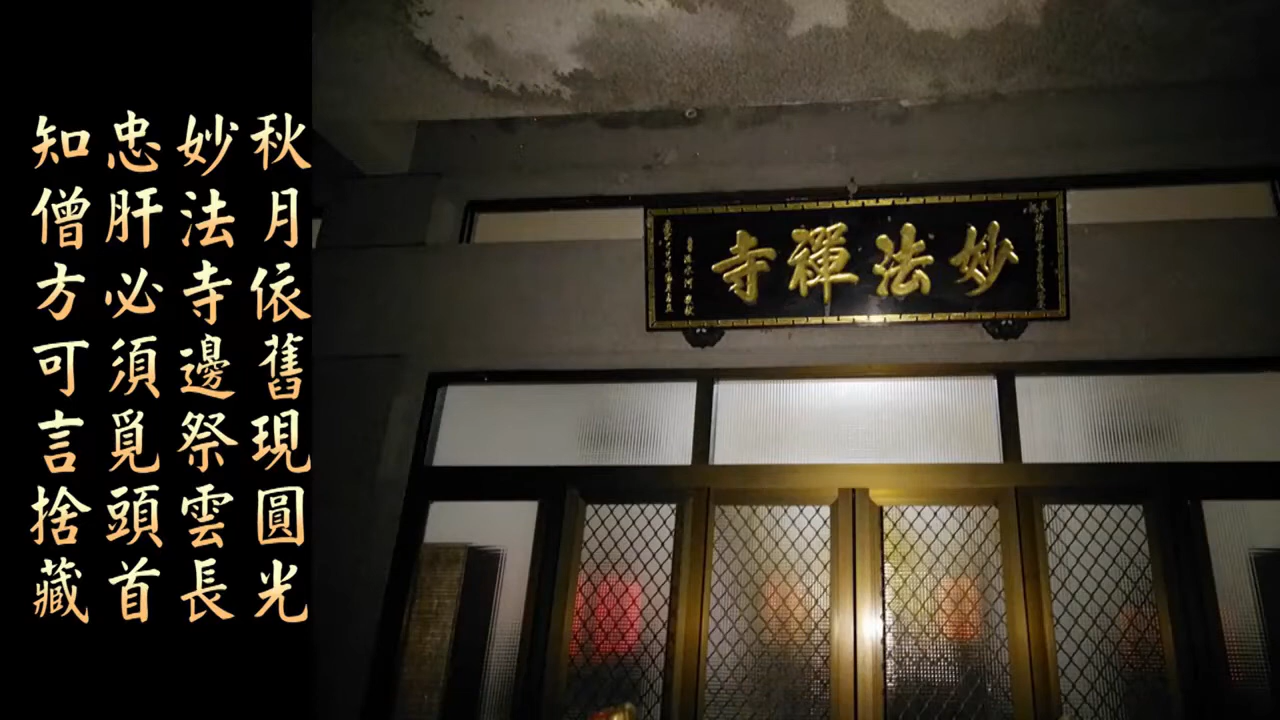 秋月依舊現圓光
妙法寺邊祭雲長
忠肝必須覓頭首
知僧方可言捨藏
妙法禪寺